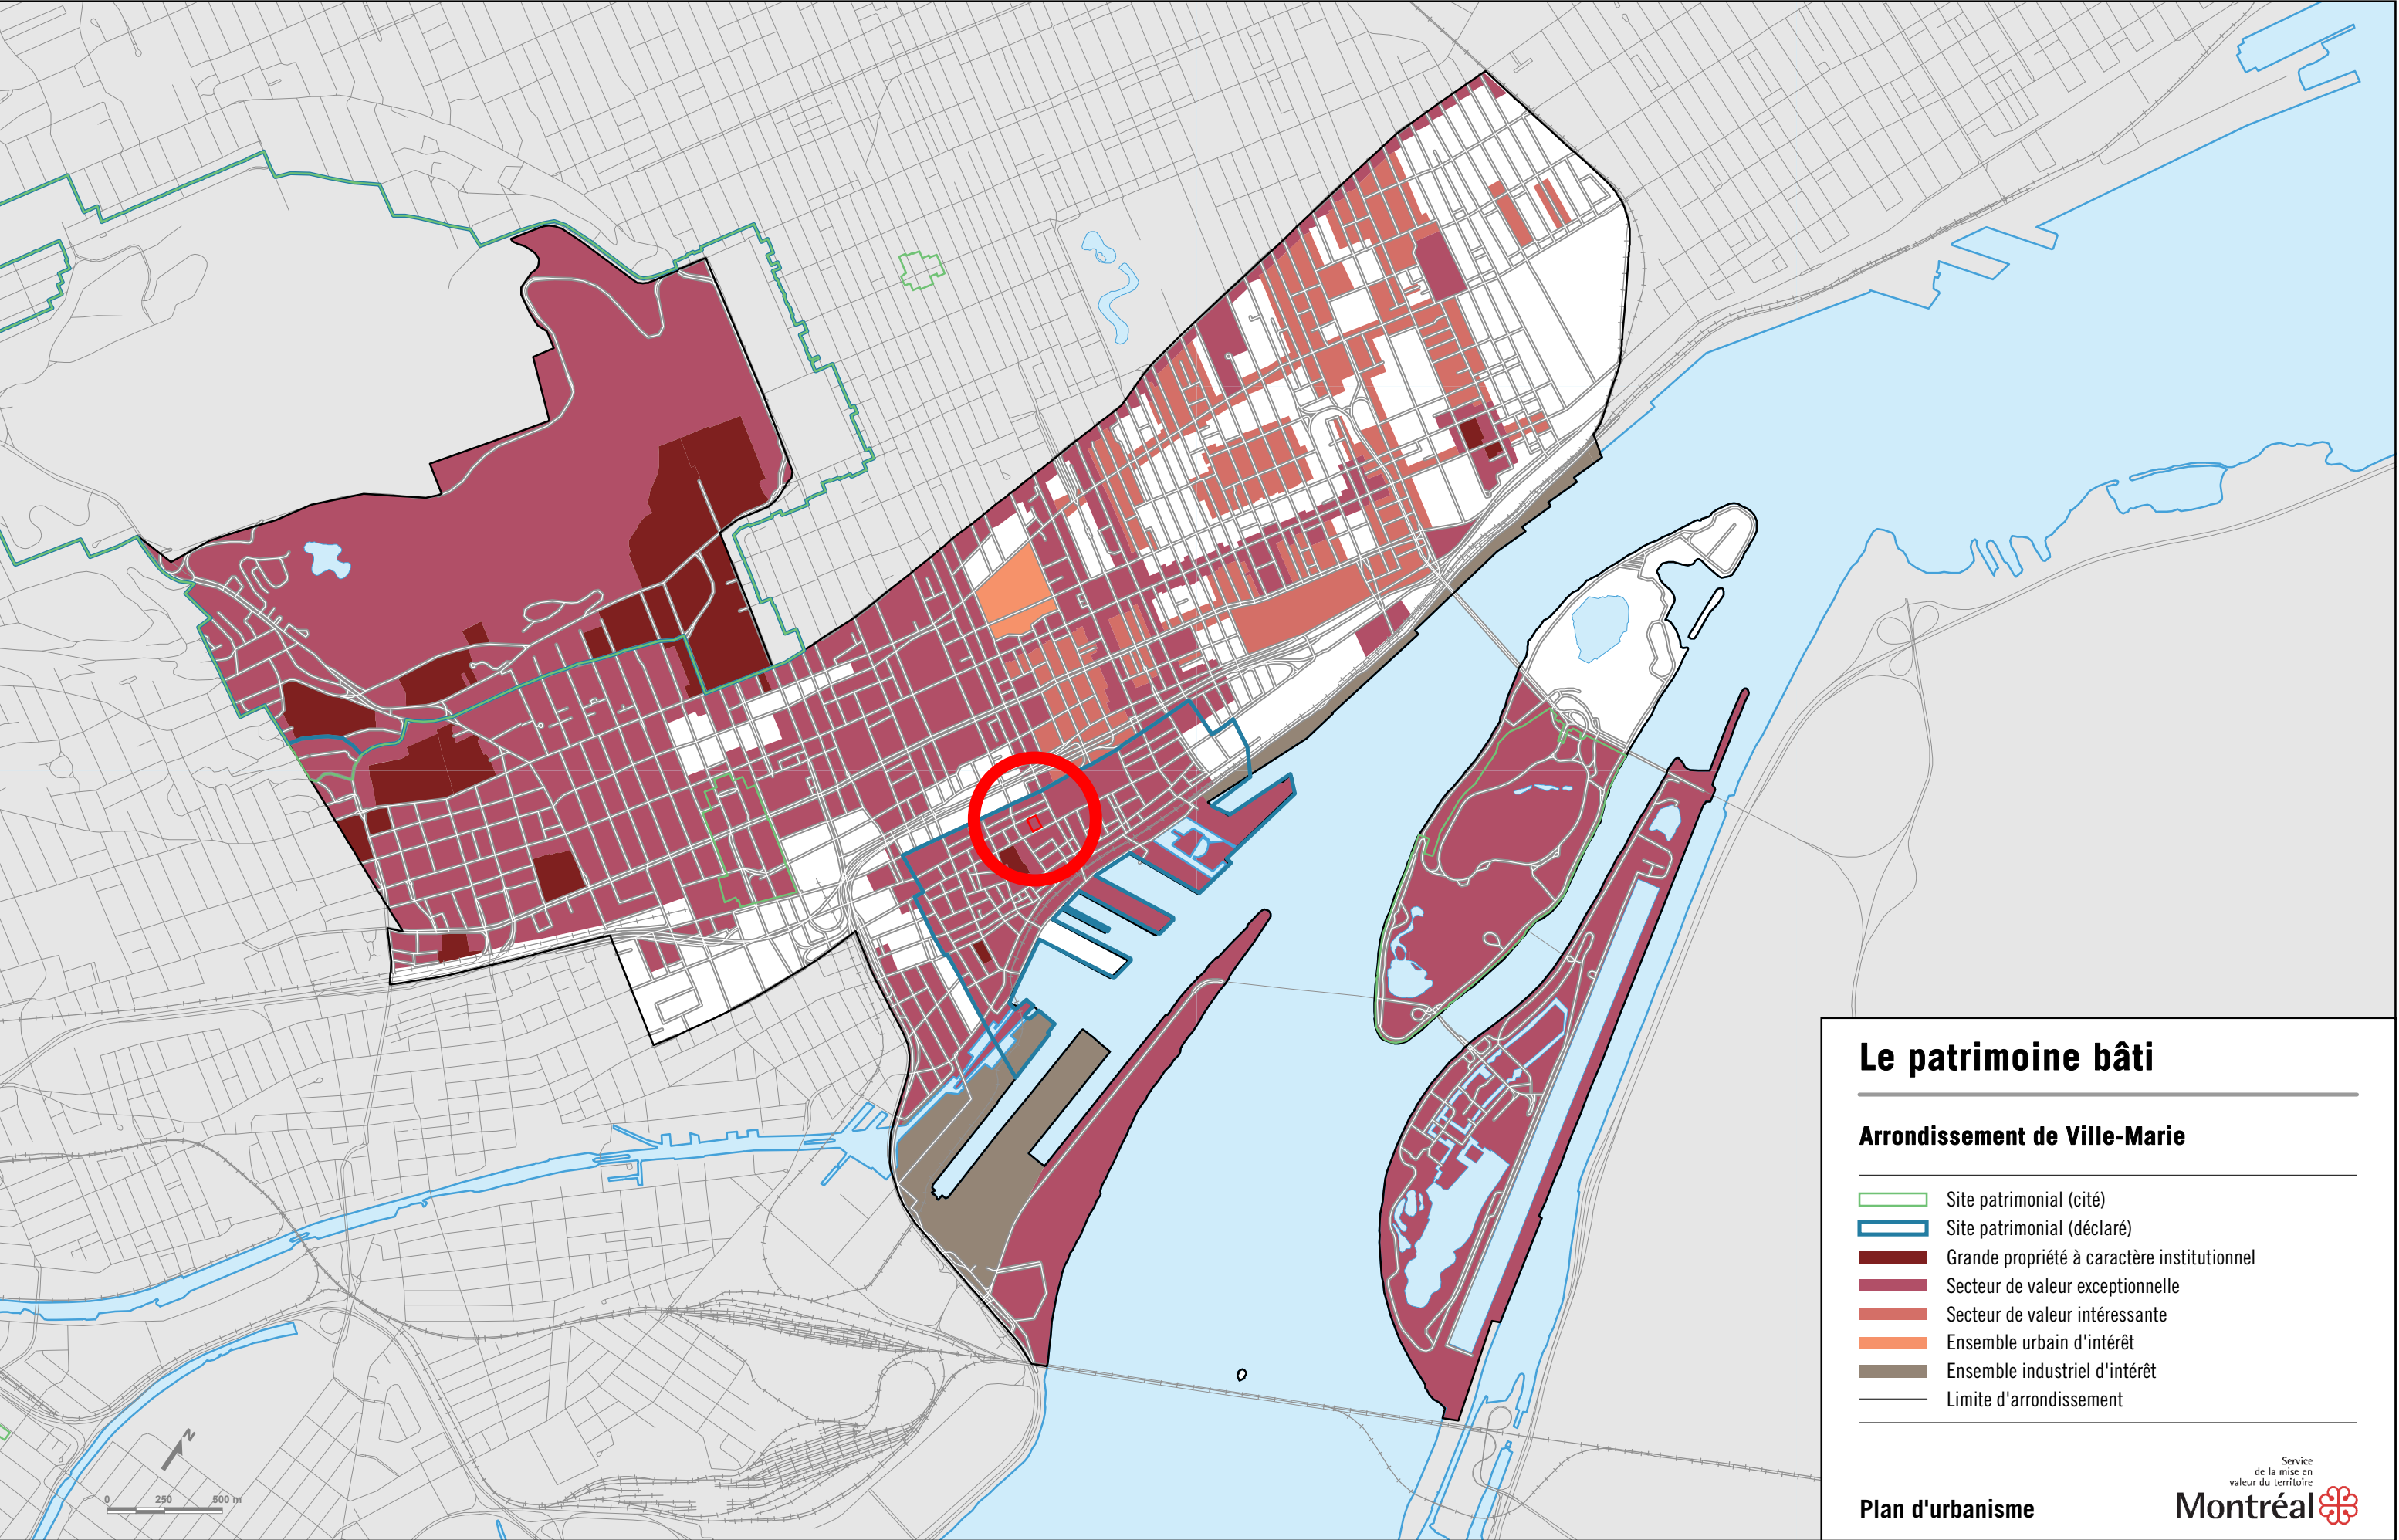 Le patrimoine bâti
Arrondissement de Ville-Marie
Site patrimonial (cité)
Site patrimonial (déclaré)
Grande propriété à caractère institutionnel
Secteur de valeur exceptionnelle
Secteur de valeur intéressante
Ensemble urbain d'intérêt
Ensemble industriel d'intérêt
Limite d'arrondissement
N
0 250 500 m
Service
de la mise en
valeur du territoire
Plan d'urbanisme
Montréal